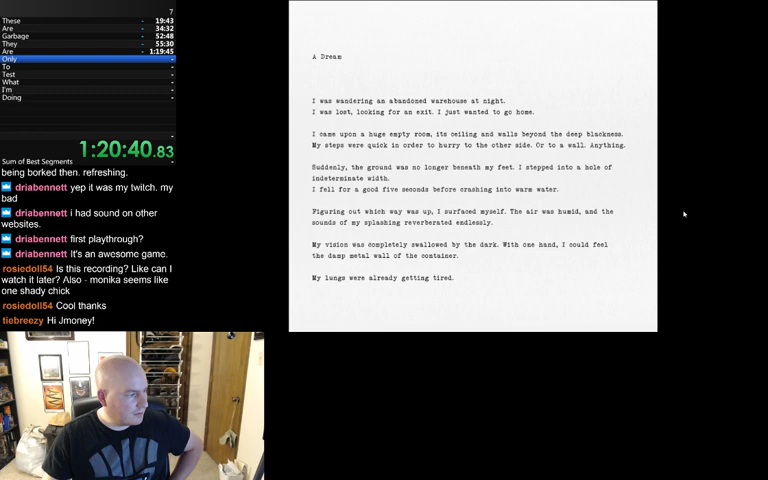 7
These - 19:43
Are - 34:32
Garbage - 52:48
They - 55:30
Are - 1:19:45
Only -
To -
Test -
What -
I'm -
Doing -
-
1:20:40.83
Sum of Best Segments -
being borked then. refreshing.
driabennett yep it was my twitch. my
bad
driabennett i had sound on other
websites.
driabennett first playthrough?
driabennett It's an awesome game.
rosiedoll54 Is this recording? Like can I
watch it later? Also - monika seems like
one shady chick
rosiedoll54 Cool thanks
tiebreezy Hi Jmoney!
A Dream
I was wandering an abandoned warehouse at night.
I was lost, looking for an exit. I just wanted to go home.
I came upon a huge empty room, its ceiling and walls beyond the deep blackness.
My steps were quick in order to hurry to the other side. Or to a wall. Anything.
Suddenly, the ground was no longer beneath my feet. I stepped into a hole of
indeterminate width.
I fell for a good five seconds before crashing into warm water.
Figuring out which way was up, I surfaced myself. The air was humid, and the
sounds of my splashing reverberated endlessly.
My vision was completely swallowed by the dark. With one hand, I could feel
the damp metal wall of the container.
My lungs were already getting tired.